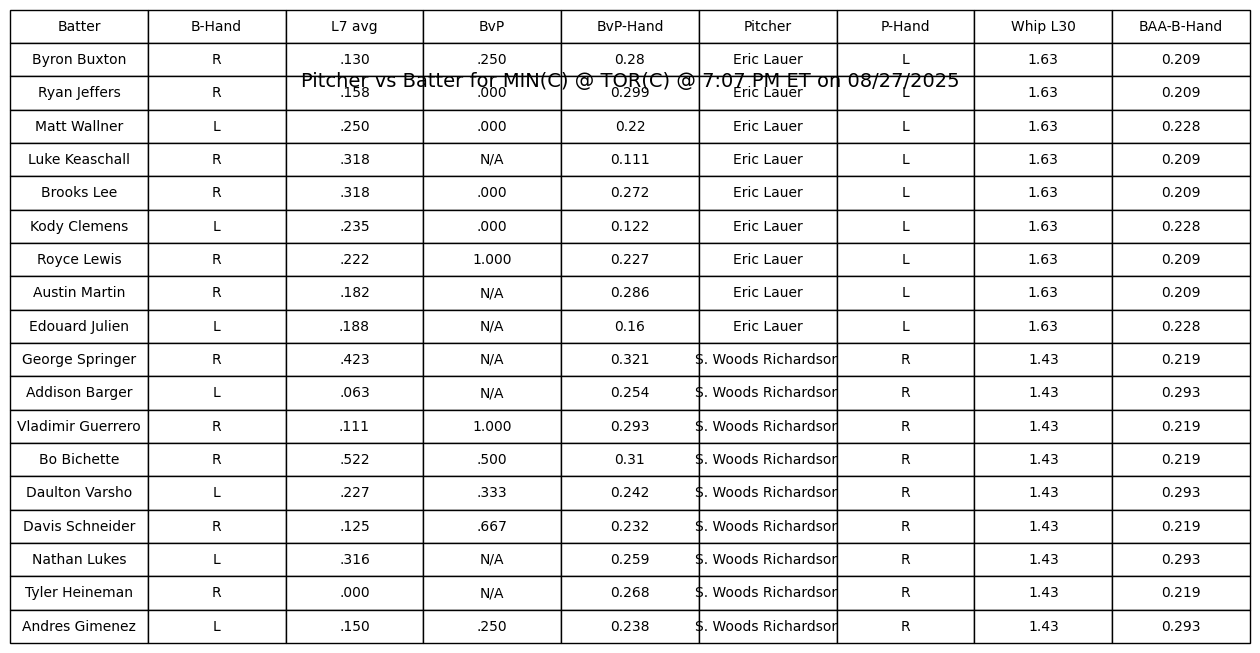 Batter B-Hand L7 avg BvP BvP-Hand Pitcher P-Hand Whip L30 BAA-B-Hand
Byron Buxton R .130 .250 0.28 Eric Lauer L 1.63 0.209
Pitcher vs Batter for MIN(C) @ TOR(C) @ 7:07 PM ET on 08/27/2025
Ryan Jeffers R .158 .000 0.299 Eric Lauer L 1.63 0.209
Matt Wallner L .250 .000 0.22 Eric Lauer L 1.63 0.228
Luke Keaschall R .318 N/A 0.111 Eric Lauer L 1.63 0.209
Brooks Lee R .318 .000 0.272 Eric Lauer L 1.63 0.209
Kody Clemens L .235 .000 0.122 Eric Lauer L 1.63 0.228
Royce Lewis R .222 1.000 0.227 Eric Lauer L 1.63 0.209
Austin Martin R .182 N/A 0.286 Eric Lauer L 1.63 0.209
Edouard Julien L .188 N/A 0.16 Eric Lauer L 1.63 0.228
George Springer R .423 N/A 0.321 S. Woods Richardson R 1.43 0.219
Addison Barger L .063 N/A 0.254 S. Woods Richardson R 1.43 0.293
Vladimir Guerrero R .111 1.000 0.293 S. Woods Richardson R 1.43 0.219
Bo Bichette R .522 .500 0.31 S. Woods Richardson R 1.43 0.219
Daulton Varsho L .227 .333 0.242 S. Woods Richardson R 1.43 0.293
Davis Schneider R .125 .667 0.232 S. Woods Richardson R 1.43 0.219
Nathan Lukes L .316 N/A 0.259 S. Woods Richardson R 1.43 0.293
Tyler Heineman R .000 N/A 0.268 S. Woods Richardson R 1.43 0.219
Andres Gimenez L .150 .250 0.238 S. Woods Richardson R 1.43 0.293